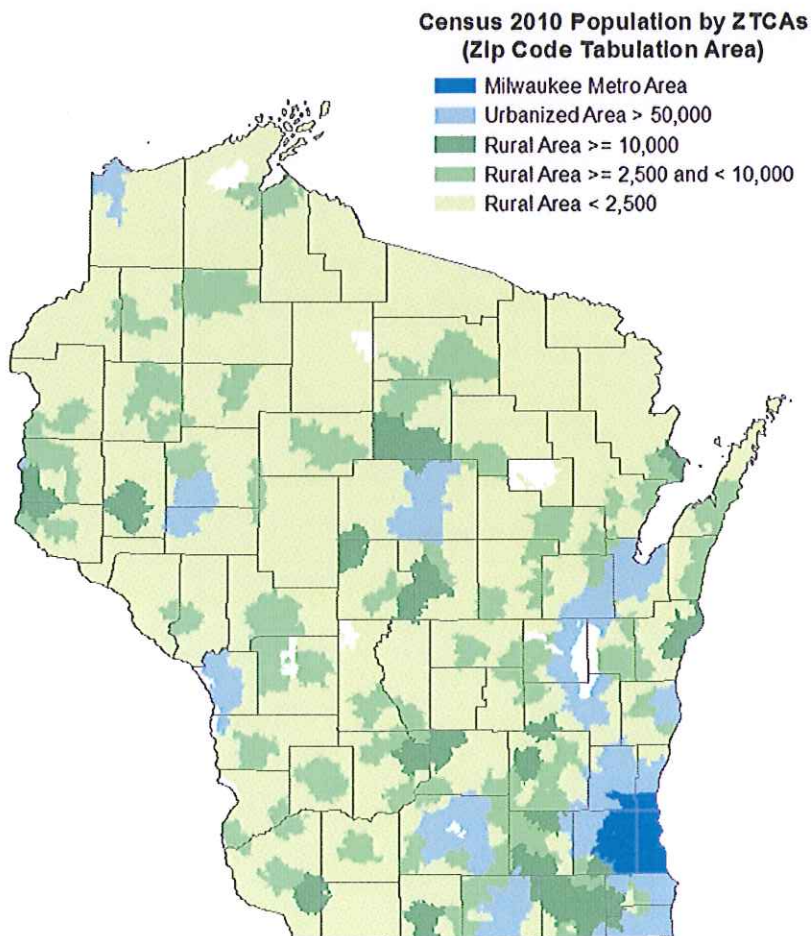 Census 2010 Population by ZTCAs
(Zip Code Tabulation Area)
Milwaukee Metro Area
Urbanized Area > 50,000
Rural Area >= 10,000
Rural Area >= 2,500 and < 10,000
Rural Area < 2,500